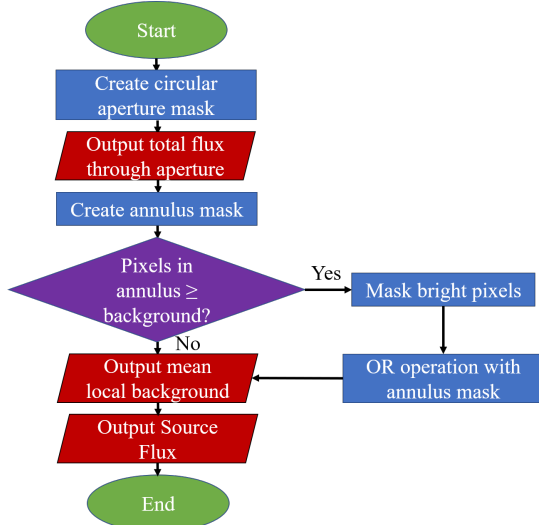 Start
Create circular
aperture mask
Output total flux
through aperture
Create annulus mask
Pixels in
annulus ≥
background?
Yes
Mask bright pixels
OR operation with
annulus mask
No
Output mean
local background
Output Source
Flux
End